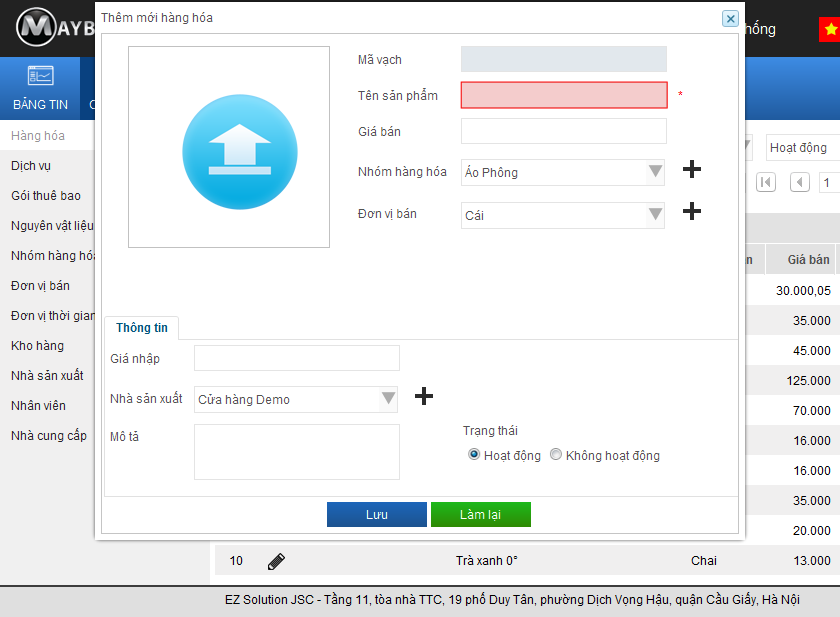 MAYB
Thêm mới hàng hóa
hống
BẢNG TIN
Hàng hóa
Dịch vụ
Gói thuê bao
Nguyên vật liệu
Nhóm hàng hó
Đơn vị bán
Đơn vị thời gian
Kho hàng
Nhà sản xuất
Nhân viên
Nhà cung cấp
Mã vạch
Tên sản phẩm *
Giá bán
Nhóm hàng hóa Áo Phông
Đơn vị bán Cái
Thông tin
Giá nhập
Nhà sản xuất Cửa hàng Demo
Mô tả
Trạng thái
Hoạt động Không hoạt động
Lưu Làm lại
Hoạt động
1
n Giá bán
30.000,05
35.000
45.000
125.000
70.000
16.000
16.000
35.000
20.000
10 Trà xanh 0° Chai 13.000
EZ Solution JSC - Tầng 11, tòa nhà TTC, 19 phố Duy Tân, phường Dịch Vọng Hậu, quận Cầu Giấy, Hà Nội